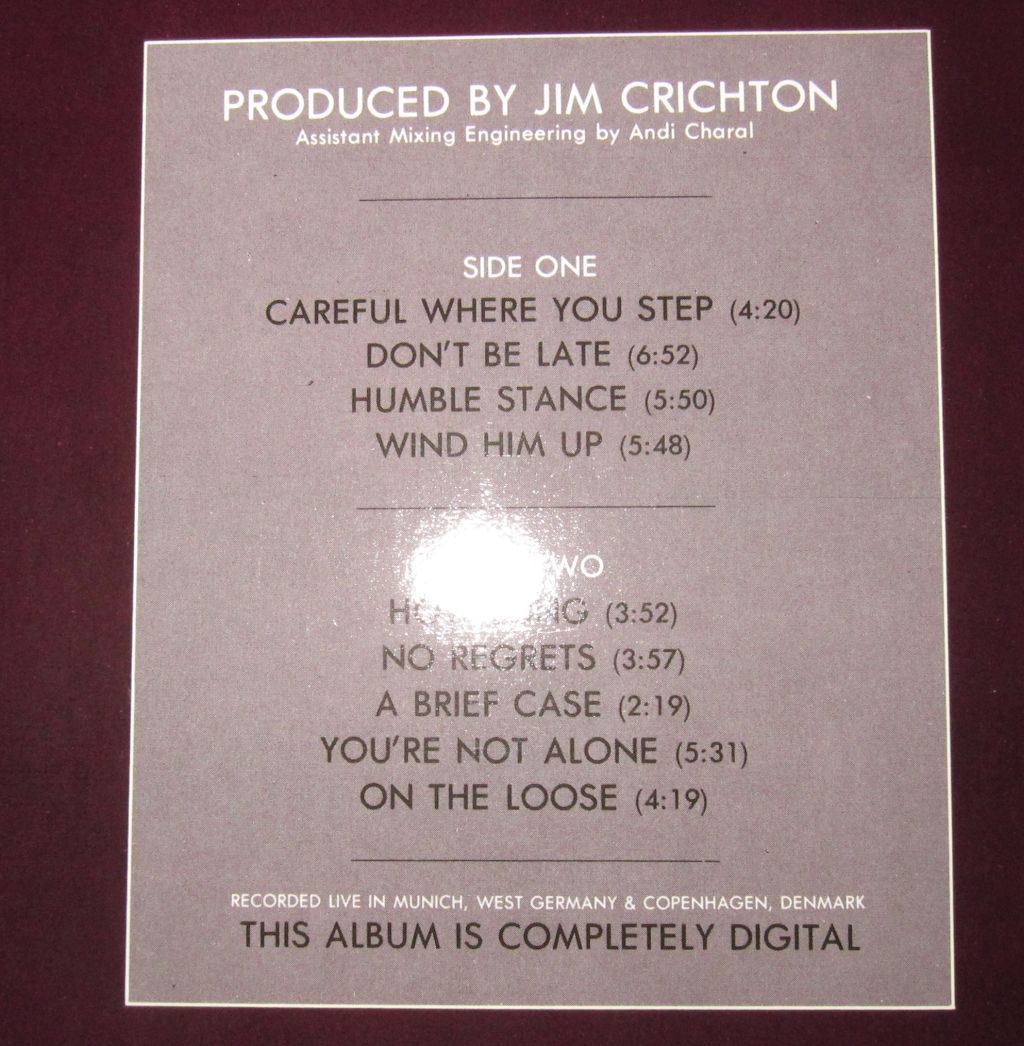 PRODUCED BY JIM CRICHTON
Assistant Mixing Engineering by Andi Charal
SIDE ONE
CAREFUL WHERE YOU STEP (4:20)
DON'T BE LATE (6:52)
HUMBLE STANCE (5:50)
WIND HIM UP (5:48)
TWO
(3:52)
NO REGRETS (3:57)
A BRIEF CASE (2:19)
YOU'RE NOT ALONE (5:31)
ON THE LOOSE (4:19)
RECORDED LIVE IN MUNICH, WEST GERMANY & COPENHAGEN, DENMARK
THIS ALBUM IS COMPLETELY DIGITAL